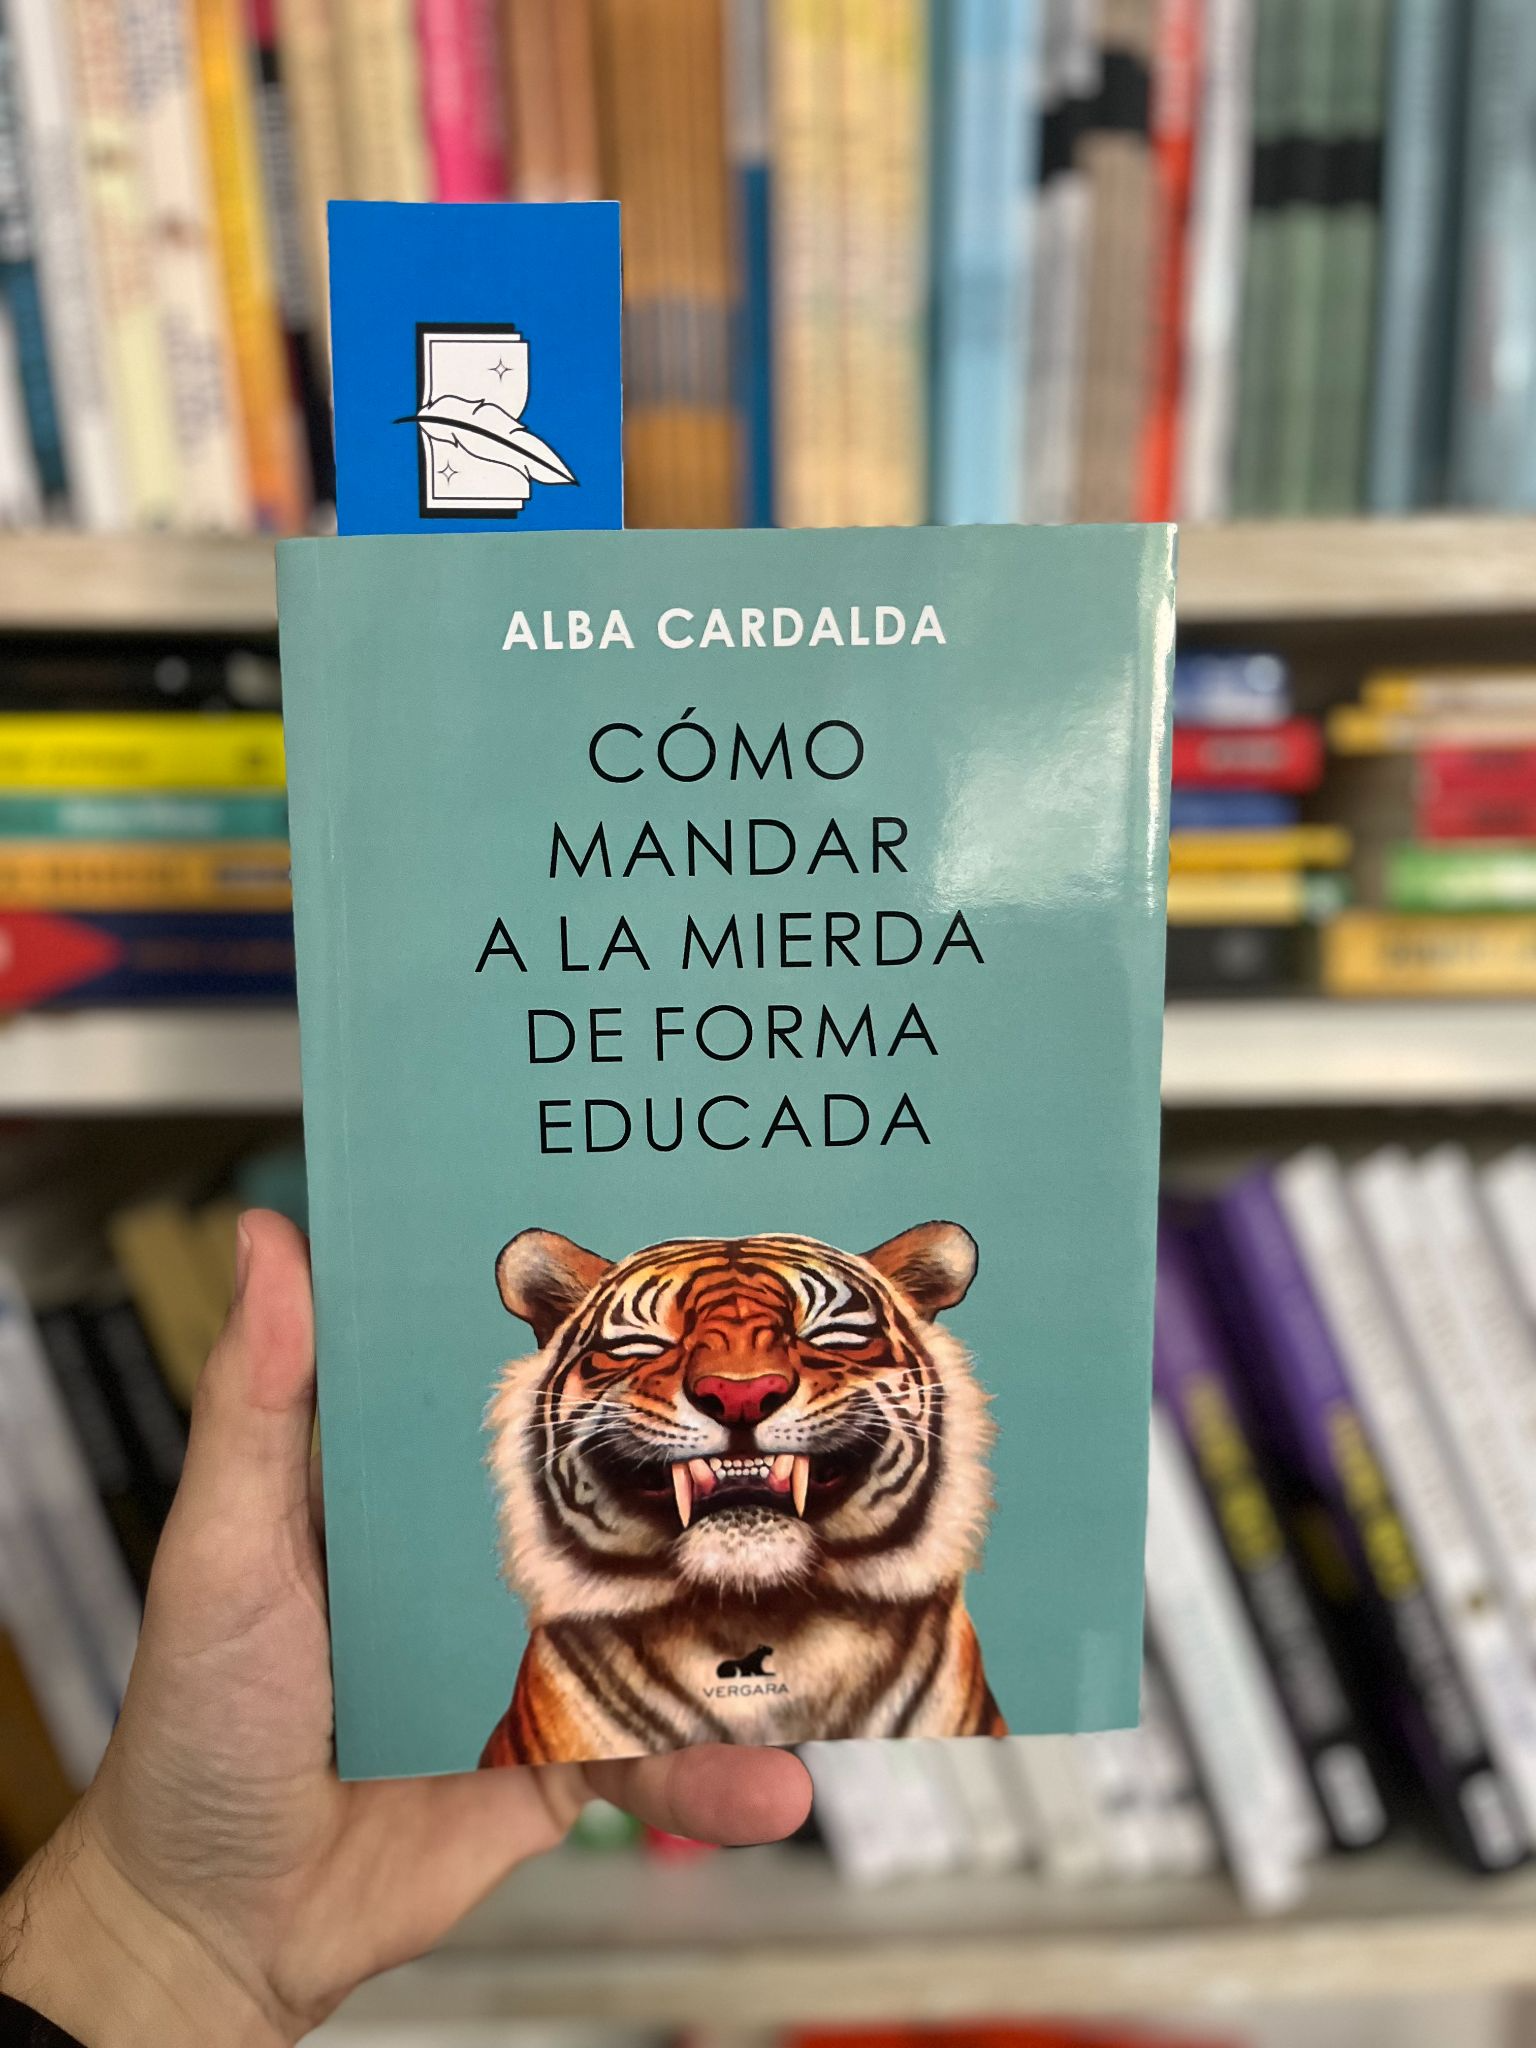 ALBA CARDALDA
CÓMO
MANDAR
A LA MIERDA
DE FORMA
EDUCADA
VERGARA